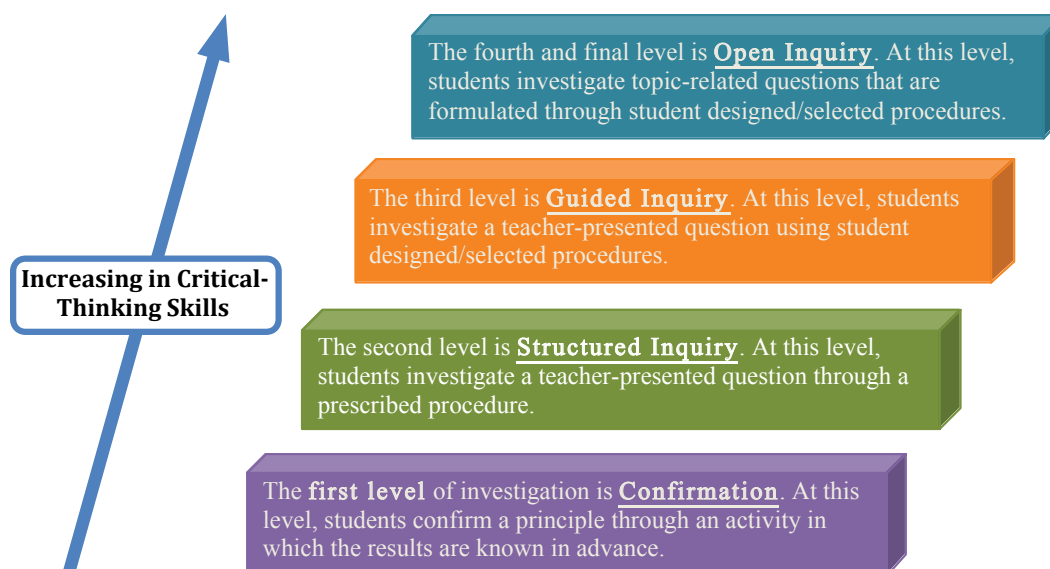 The fourth and final level is Open Inquiry. At this level,
students investigate topic-related questions that are
formulated through student designed/selected procedures.
The third level is Guided Inquiry. At this level, students
investigate a teacher-presented question using student
designed/selected procedures.
Increasing in Critical-
Thinking Skills
The second level is Structured Inquiry. At this level,
students investigate a teacher-presented question through a
prescribed procedure.
The first level of investigation is Confirmation. At this
level, students confirm a principle through an activity in
which the results are known in advance.